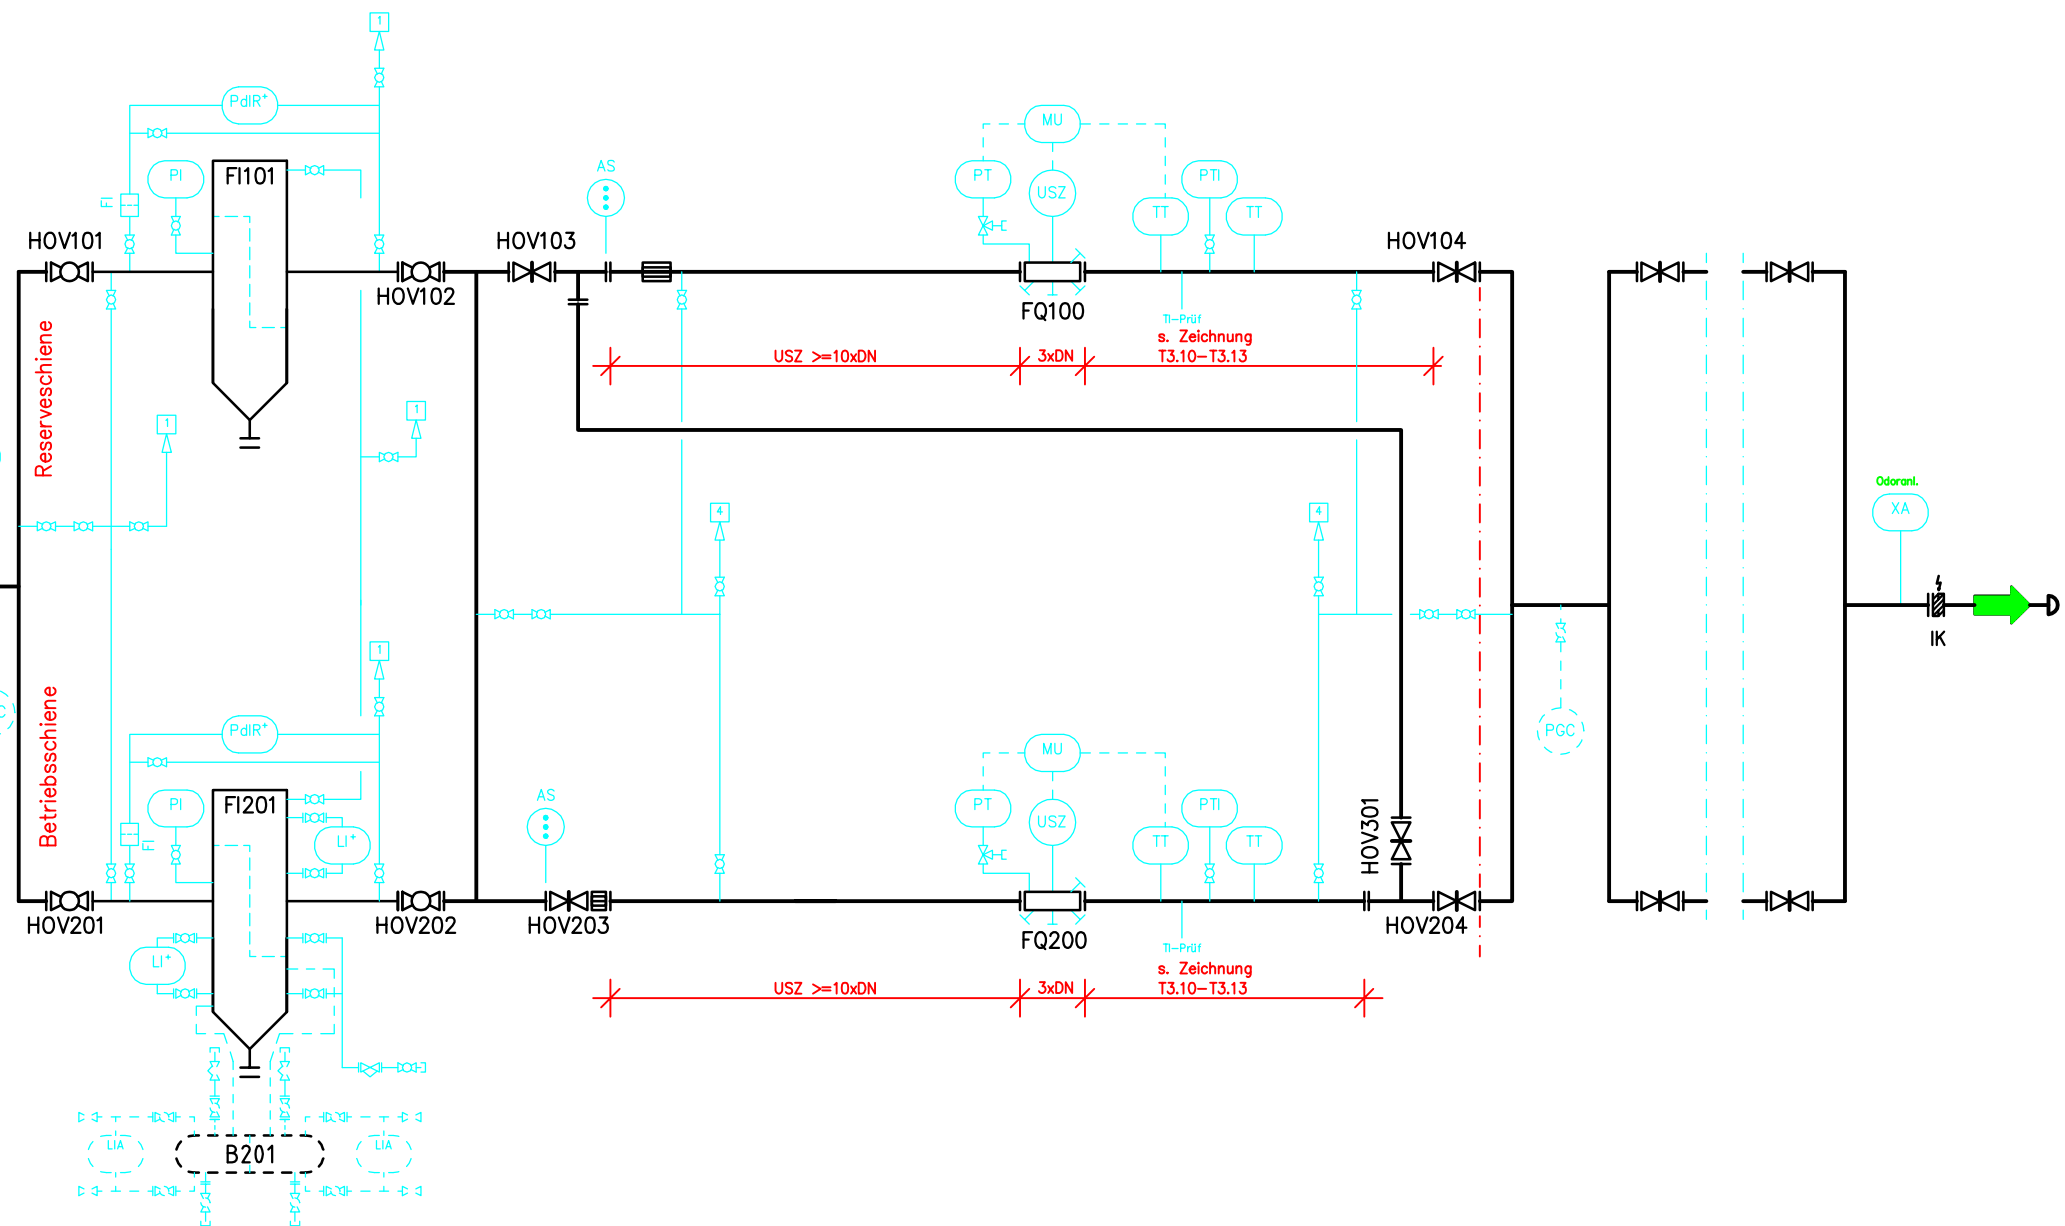 1
PdIR+
AS
MU
FI101
PI
PT
USZ
PTI
FI
TT
TT
HOV101
HOV103
HOV104
HOV102
FQ100
TI-Prüf
s. Zeichnung
USZ >=10xDN
3xDN
T3.10-T3.13
Reserveschiene
1
1
Odoranl.
XA
4
4
IK
1
Betriebsschiene
C
PdIR+
PGC
MU
AS
FI201
PI
PT
USZ
PTI
HOV301
FI
LI+
TT
TT
HOV201
HOV202
HOV203
HOV204
FQ200
TI-Prüf
LI+
s. Zeichnung
USZ >=10xDN
3xDN
T3.10-T3.13
LIA
B201
LIA